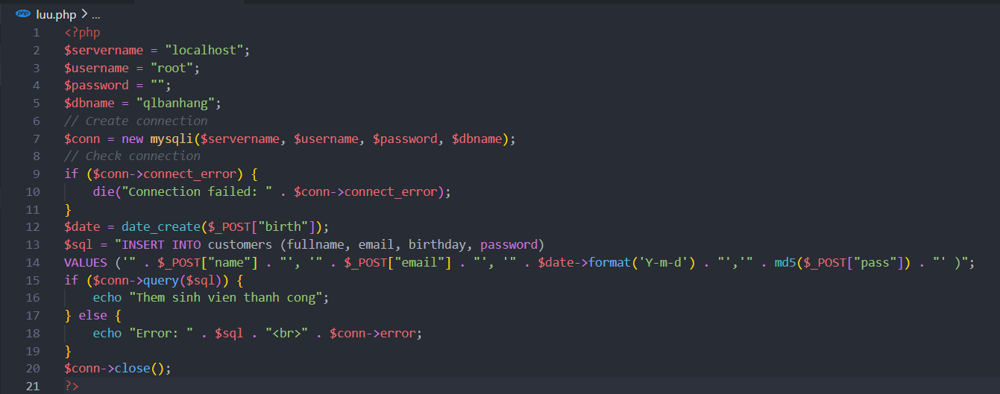 php luu.php > ...
1 <?php
2 $servername = "localhost";
3 $username = "root";
4 $password = "";
5 $dbname = "qlbanhang";
6 // Create connection
7 $conn = new mysqli($servername, $username, $password, $dbname);
8 // Check connection
9 if ($conn->connect_error) {
10     die("Connection failed: " . $conn->connect_error);
11 }
12 $date = date_create($_POST["birth"]);
13 $sql = "INSERT INTO customers (fullname, email, birthday, password)
14 VALUES ('" . $_POST["name"] . "', '" . $_POST["email"] . "', '" . $date->format('Y-m-d') . "','" . md5($_POST["pass"]) . "' )";
15 if ($conn->query($sql)) {
16     echo "Them sinh vien thanh cong";
17 } else {
18     echo "Error: " . $sql . "<br>" . $conn->error;
19 }
20 $conn->close();
21 ?>